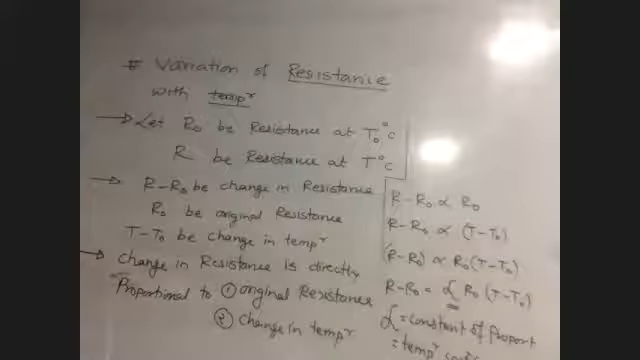 # Variation of Resistance
with tempʳ
→ Let R₀ be Resistance at T₀°C
R be Resistance at T°C
→ R-R₀ be change in Resistance
R₀ be original Resistance
T-T₀ be change in tempʳ
→ change in Resistance is directly
Proportional to ① original Resistance
② change in tempʳ
R-R₀ ∝ R₀
R-R₀ ∝ (T-T₀)
(R-R₀) ∝ R₀(T-T₀)
R-R₀ = α R₀ (T-T₀)
α = constant of Proport
= tempʳ